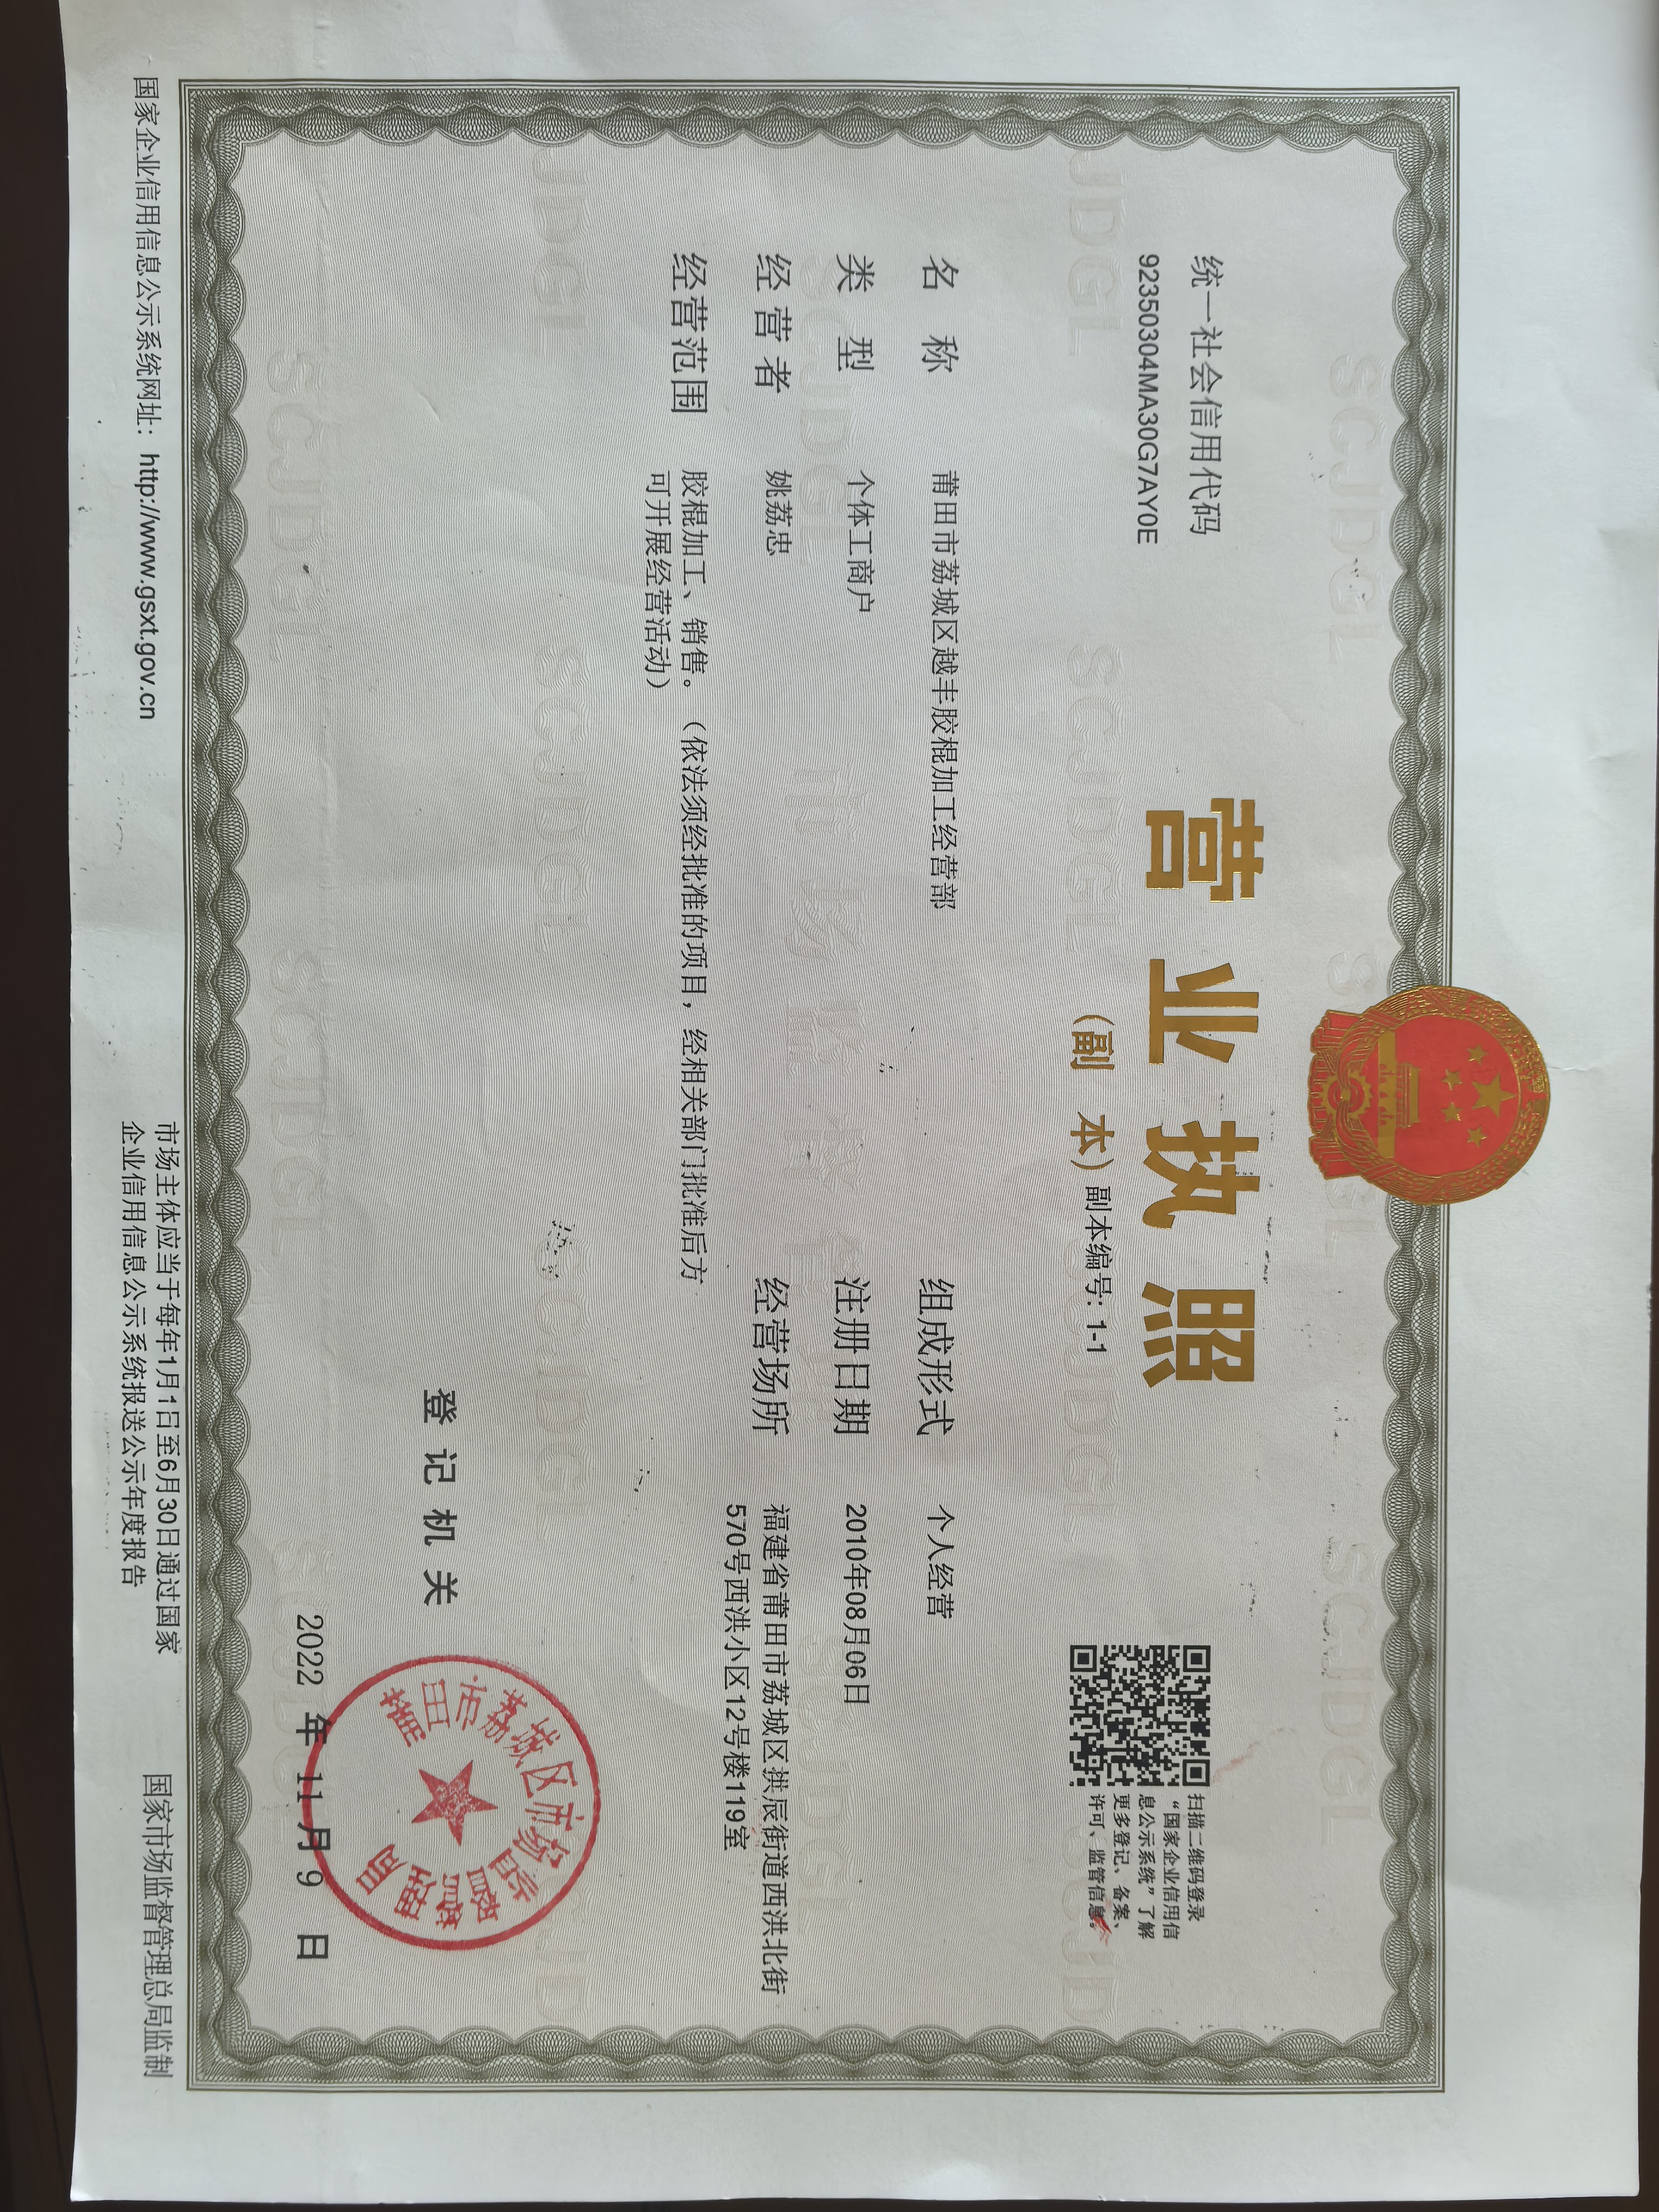 营业执照
（副 本）副本编号: 1-1
统一社会信用代码
92350304MA30G7AY0E
扫描二维码登录
“国家企业信用信
息公示系统”了解
更多登记、备案、
许可、监管信息。
名 称 莆田市荔城区越丰胶棍加工经营部
类 型 个体工商户
经 营 者 姚荔忠
经营范围 胶棍加工、销售。（依法须经批准的项目，经相关部门批准后方
可开展经营活动）
组成形式 个人经营
注册日期 2010年08月06日
经营场所 福建省莆田市荔城区拱辰街道西洪北街
570号西洪小区12号楼119室
登 记 机 关
莆田市荔城区市场监督管理局
2022 年 11 月 9 日
国家企业信用信息公示系统网址： http://www.gsxt.gov.cn
市场主体应当于每年1月1日至6月30日通过国家
企业信用信息公示系统报送公示年度报告
国家市场监督管理总局监制
SCJDGL
市场监督管理